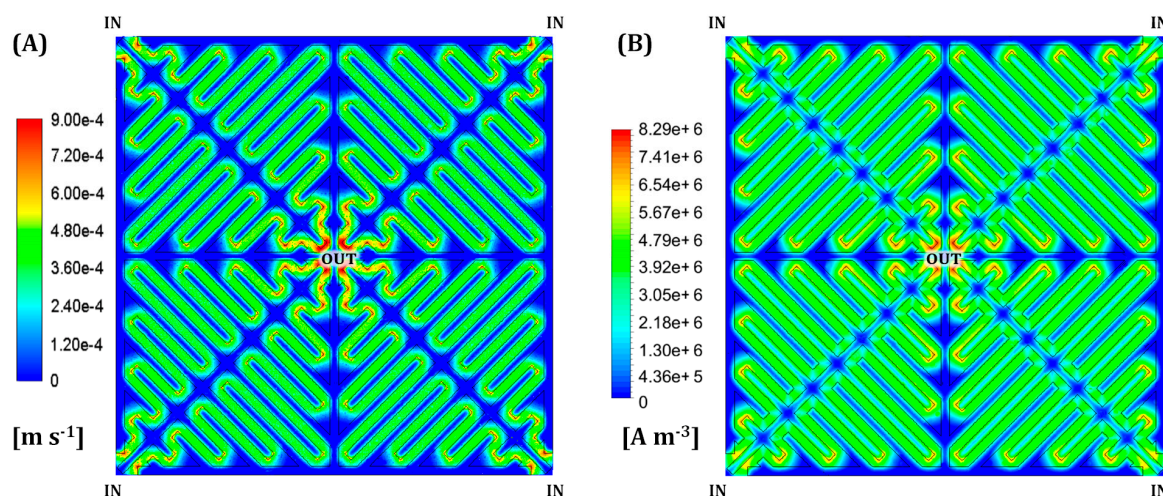 IN IN IN IN
(A) (B)
9.00e-4
7.20e-4
6.00e-4
4.80e-4
3.60e-4
2.40e-4
1.20e-4
0
[m s-1]
OUT
8.29e+ 6
7.41e+ 6
6.54e+ 6
5.67e+ 6
4.79e+ 6
3.92e+ 6
3.05e+ 6
2.18e+ 6
1.30e+ 6
4.36e+ 5
0
[A m-3]
OUT
IN IN IN IN